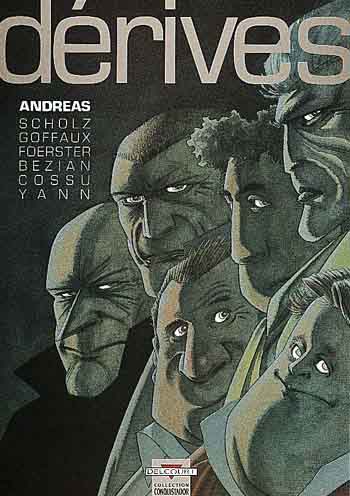 dérives
ANDREAS
SCHOLZ
GOFFAUX
FOERSTER
BEZIAN
COSSU
YANN
DELCOURT
COLLECTION
CONQUISTADOR